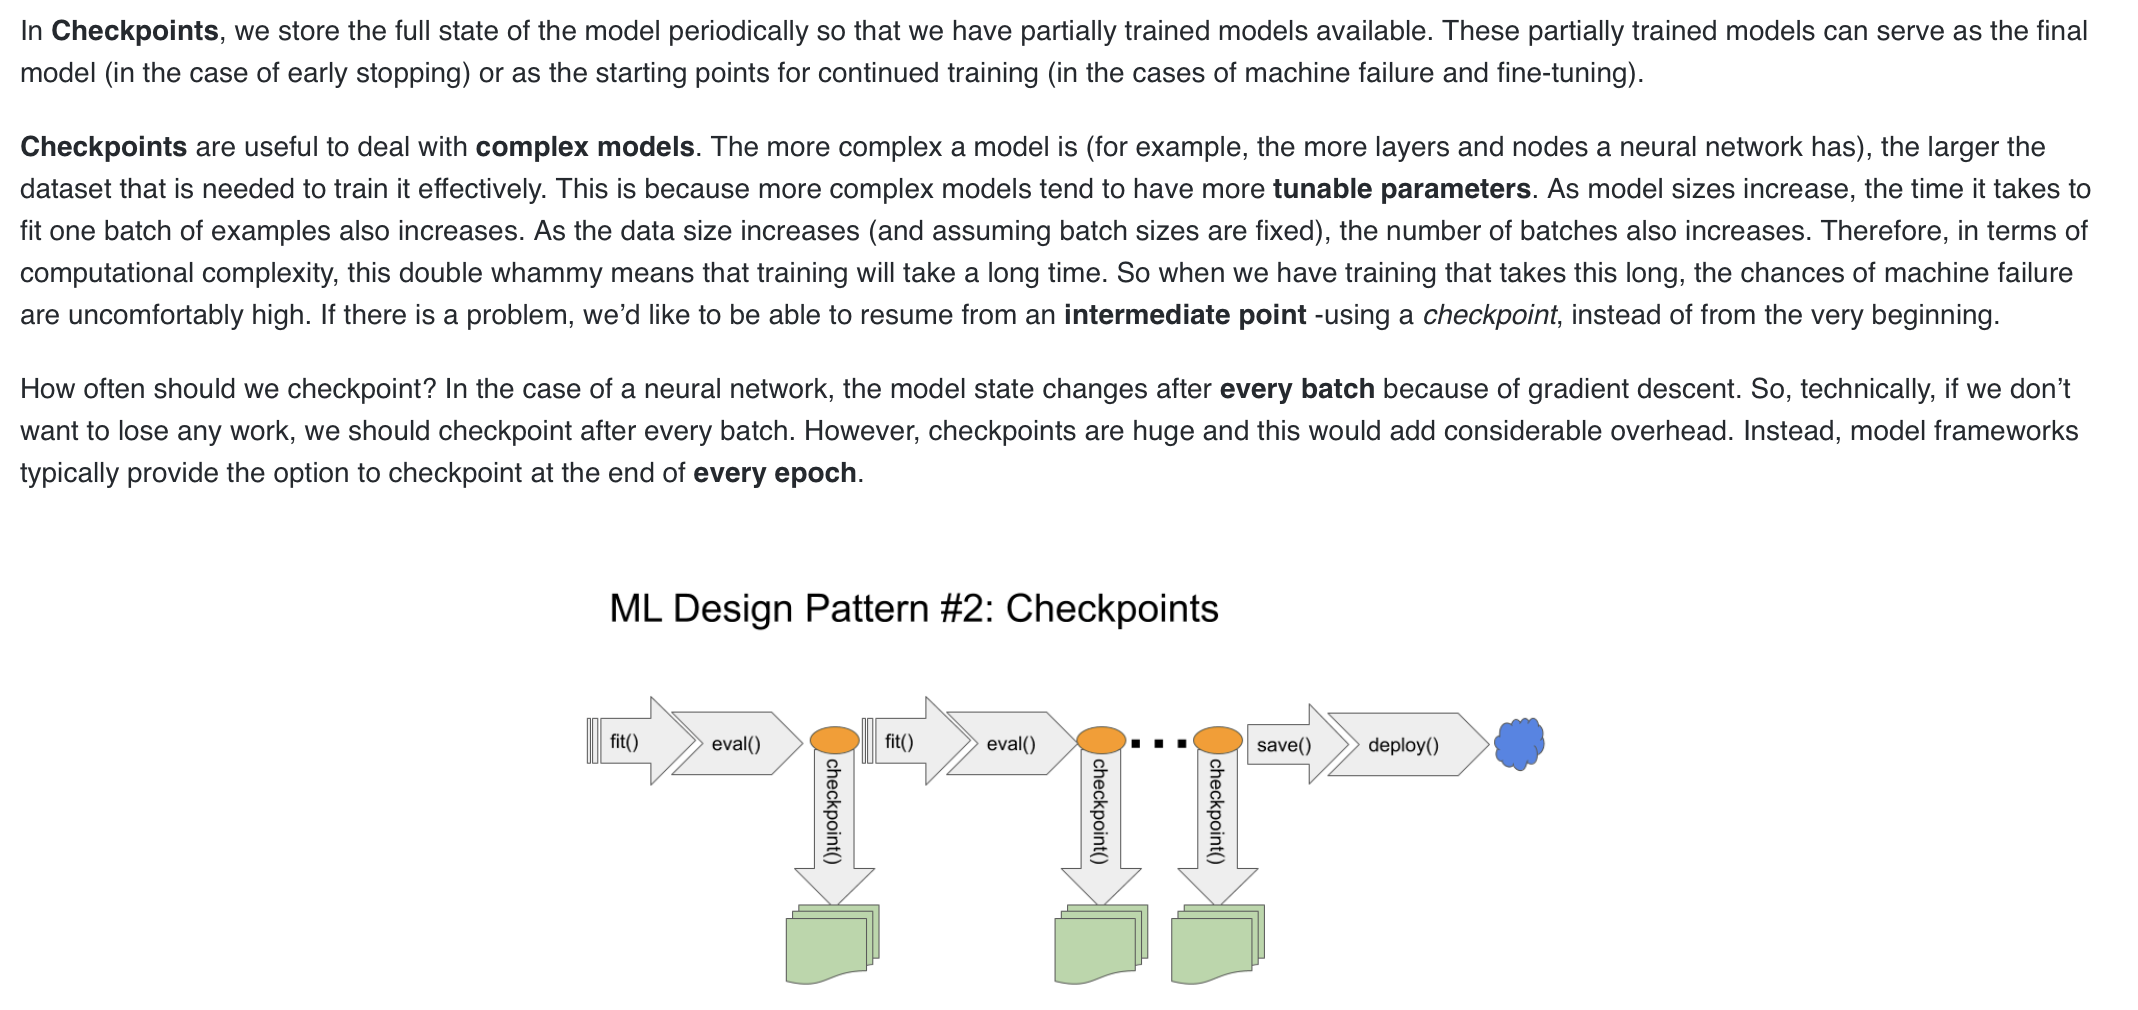 In Checkpoints, we store the full state of the model periodically so that we have partially trained models available. These partially trained models can serve as the final
model (in the case of early stopping) or as the starting points for continued training (in the cases of machine failure and fine-tuning).
Checkpoints are useful to deal with complex models. The more complex a model is (for example, the more layers and nodes a neural network has), the larger the
dataset that is needed to train it effectively. This is because more complex models tend to have more tunable parameters. As model sizes increase, the time it takes to
fit one batch of examples also increases. As the data size increases (and assuming batch sizes are fixed), the number of batches also increases. Therefore, in terms of
computational complexity, this double whammy means that training will take a long time. So when we have training that takes this long, the chances of machine failure
are uncomfortably high. If there is a problem, we’d like to be able to resume from an intermediate point -using a checkpoint, instead of from the very beginning.
How often should we checkpoint? In the case of a neural network, the model state changes after every batch because of gradient descent. So, technically, if we don’t
want to lose any work, we should checkpoint after every batch. However, checkpoints are huge and this would add considerable overhead. Instead, model frameworks
typically provide the option to checkpoint at the end of every epoch.
ML Design Pattern #2: Checkpoints
fit()
eval()
fit()
eval()
save()
deploy()
checkpoint()
checkpoint()
checkpoint()